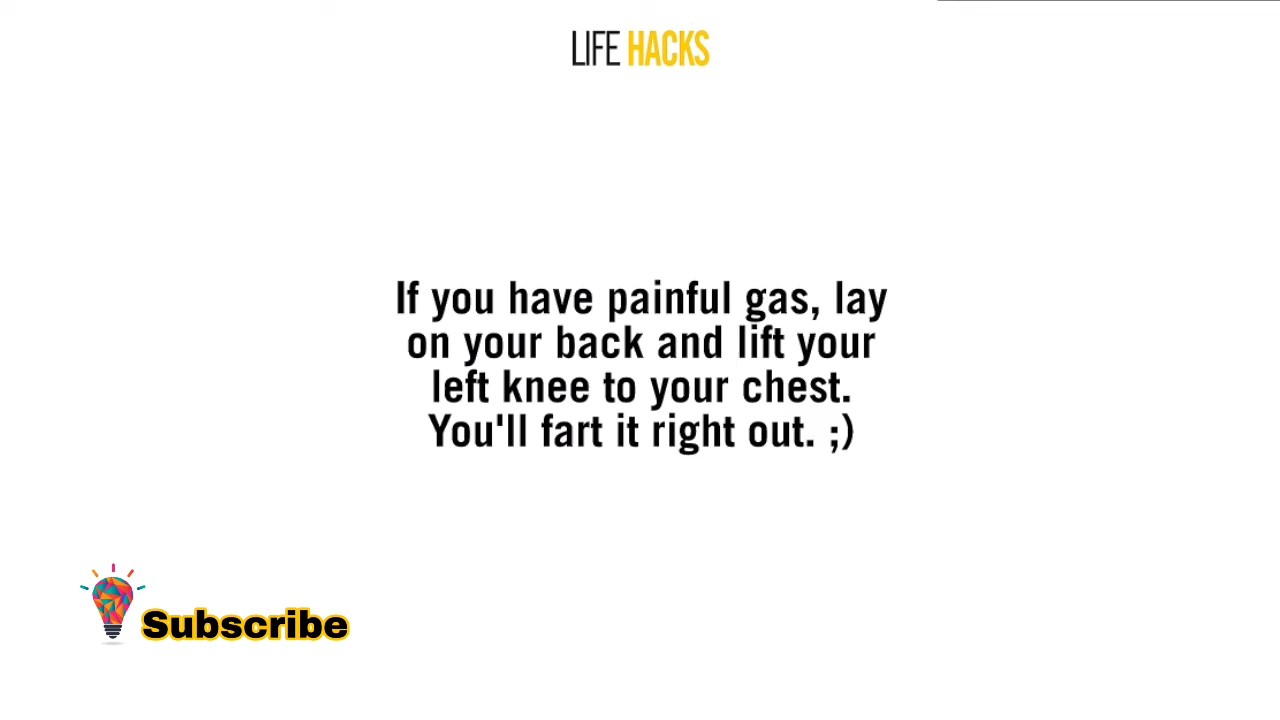 LIFE HACKS
If you have painful gas, lay
on your back and lift your
left knee to your chest.
You'll fart it right out. ;)
Subscribe